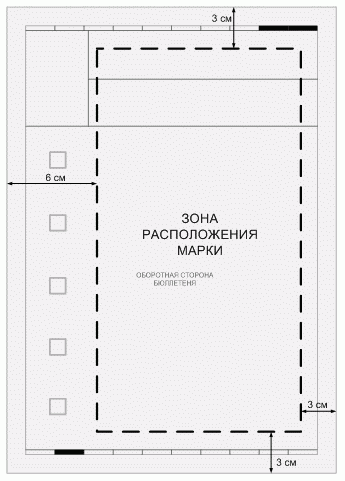 3 см
6 см
ЗОНА
РАСПОЛОЖЕНИЯ
МАРКИ
ОБОРОТНАЯ СТОРОНА
БЮЛЛЕТЕНЯ
3 см
3 см